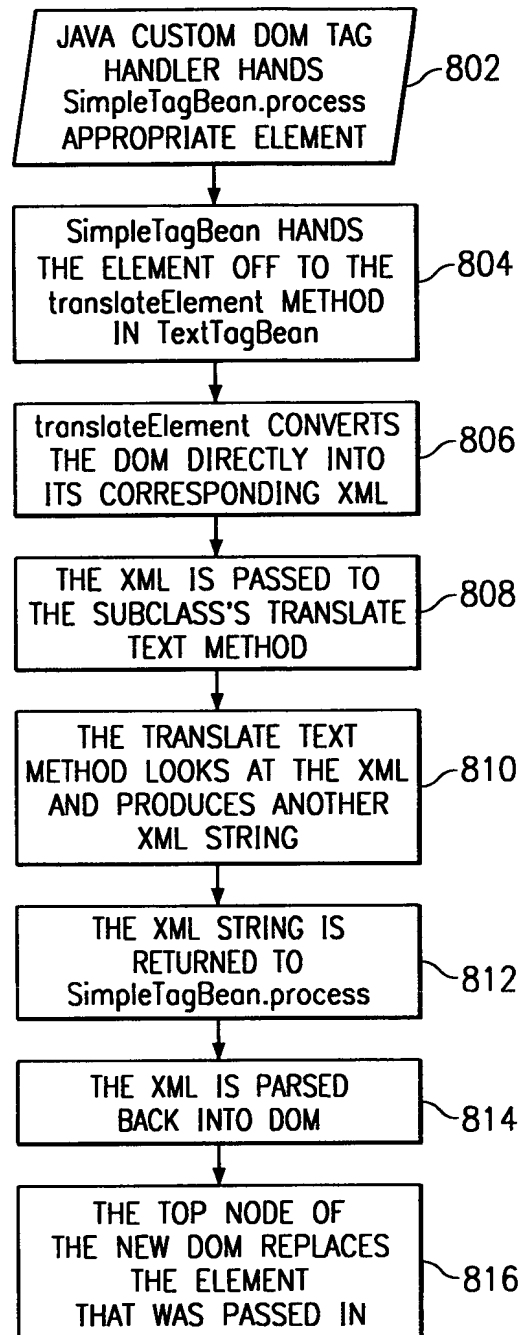 JAVA CUSTOM DOM TAG
HANDLER HANDS
SimpleTagBean.process
APPROPRIATE ELEMENT
802
SimpleTagBean HANDS
THE ELEMENT OFF TO THE
translateElement METHOD
IN TextTagBean
804
translateElement CONVERTS
THE DOM DIRECTLY INTO
ITS CORRESPONDING XML
806
THE XML IS PASSED TO
THE SUBCLASS'S TRANSLATE
TEXT METHOD
808
THE TRANSLATE TEXT
METHOD LOOKS AT THE XML
AND PRODUCES ANOTHER
XML STRING
810
THE XML STRING IS
RETURNED TO
SimpleTagBean.process
812
THE XML IS PARSED
BACK INTO DOM
814
THE TOP NODE OF
THE NEW DOM REPLACES
THE ELEMENT
THAT WAS PASSED IN
816